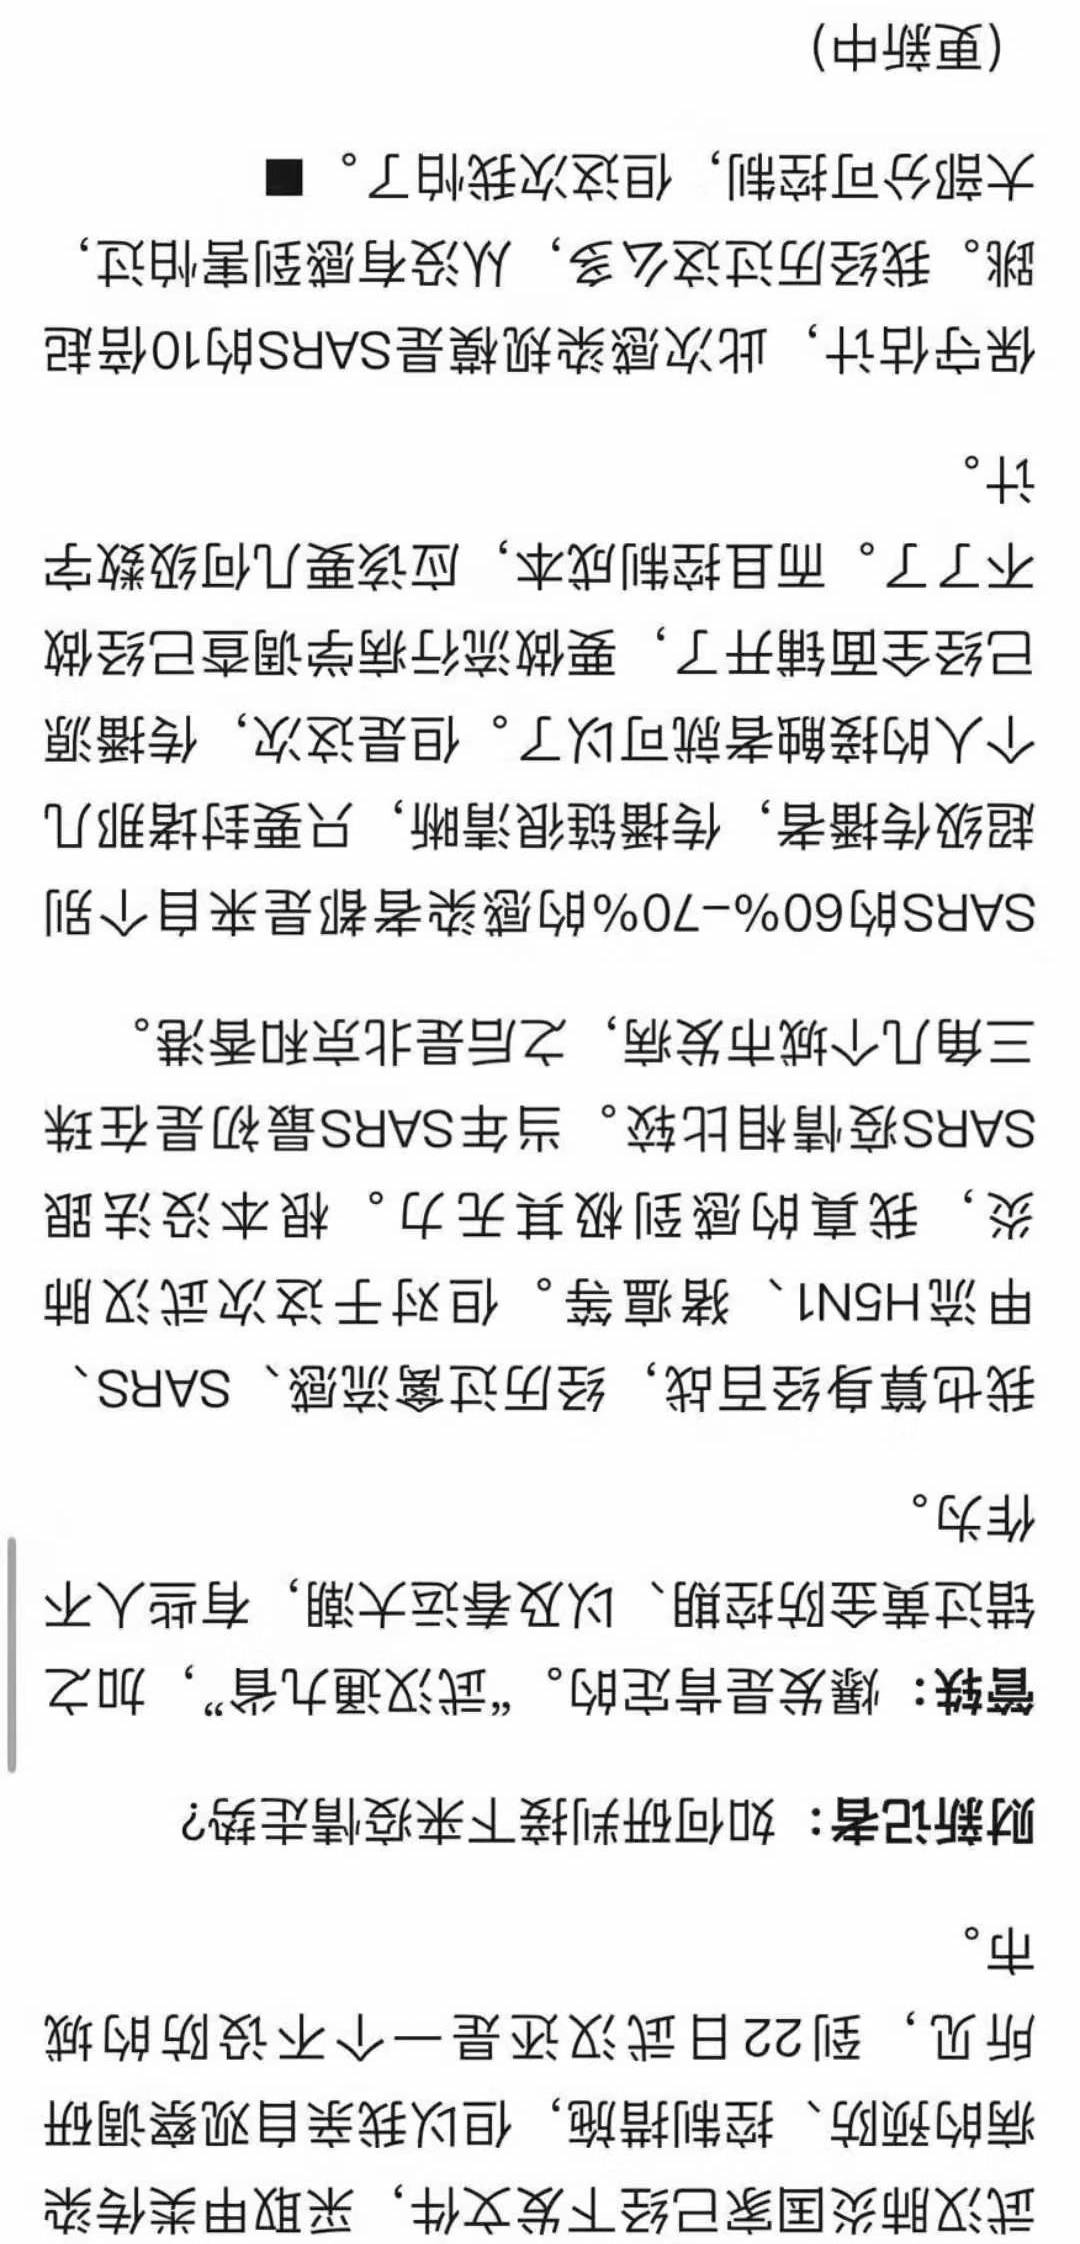 武汉肺炎国家已经下发文件，采取甲类传染
病的预防、控制措施，但以我亲自观察调研
所见，到22日武汉还是一个不设防的城
市。
财新记者：如何研判接下来疫情走势？
管轶：爆发是肯定的。“武汉通九省”，加之
错过黄金防控期、以及春运大潮，有些人不
作为。
我也算身经百战，经历过禽流感、SARS、
甲流H5N1、猪瘟等。但对于这次武汉肺
炎，我真的感到极其无力。根本没法跟
SARS疫情相比较。当年SARS最初是在珠
三角几个城市发病，之后是北京和香港。
SARS的60%-70%的感染者都是来自个别
超级传播者，传播链很清晰，只要封堵那几
个人的接触者就可以了。但是这次，传播源
已经全面铺开了，要做流行病学调查已经做
不了了。而且控制成本，应该要几何级数字
计。
保守估计，此次感染规模是SARS的10倍起
跳。我经历过这么多，从没有感到害怕过，
大部分可控制，但这次我怕了。■
(更新中)